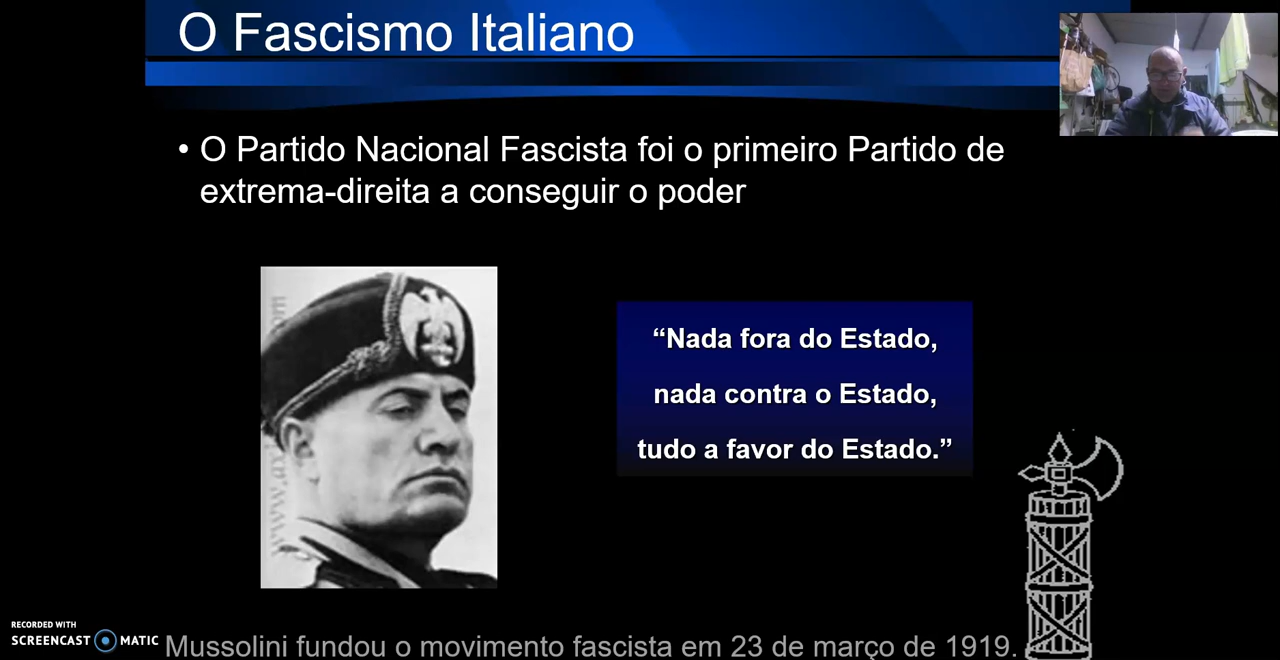 O Fascismo Italiano
• O Partido Nacional Fascista foi o primeiro Partido de
extrema-direita a conseguir o poder
“Nada fora do Estado,
nada contra o Estado,
tudo a favor do Estado.”
RECORDED WITH
SCREENCAST MATIC
Mussolini fundou o movimento fascista em 23 de março de 1919.